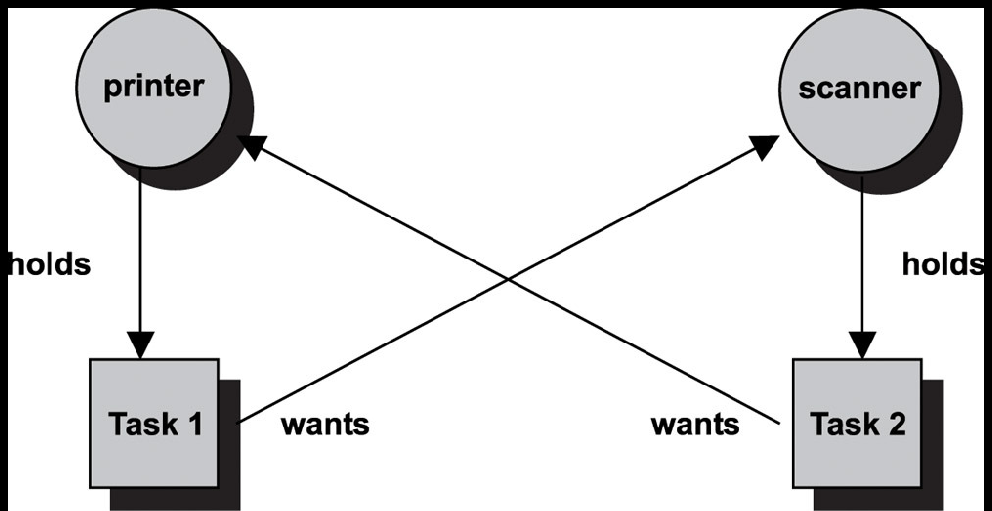 printer
scanner
holds
holds
Task 1
wants
wants
Task 2